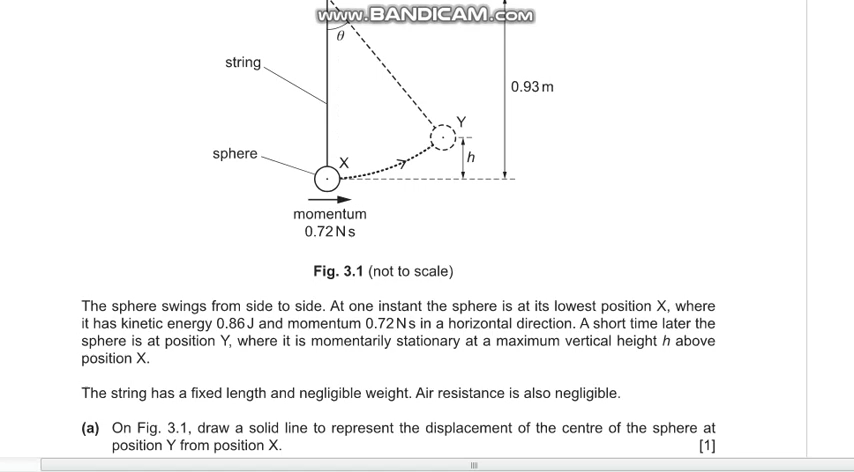 www.BANDICAM.com
θ
string
0.93 m
Y
sphere
X
h
momentum
0.72 N s
Fig. 3.1 (not to scale)
The sphere swings from side to side. At one instant the sphere is at its lowest position X, where
it has kinetic energy 0.86 J and momentum 0.72 N s in a horizontal direction. A short time later the
sphere is at position Y, where it is momentarily stationary at a maximum vertical height h above
position X.
The string has a fixed length and negligible weight. Air resistance is also negligible.
(a) On Fig. 3.1, draw a solid line to represent the displacement of the centre of the sphere at
position Y from position X. [1]